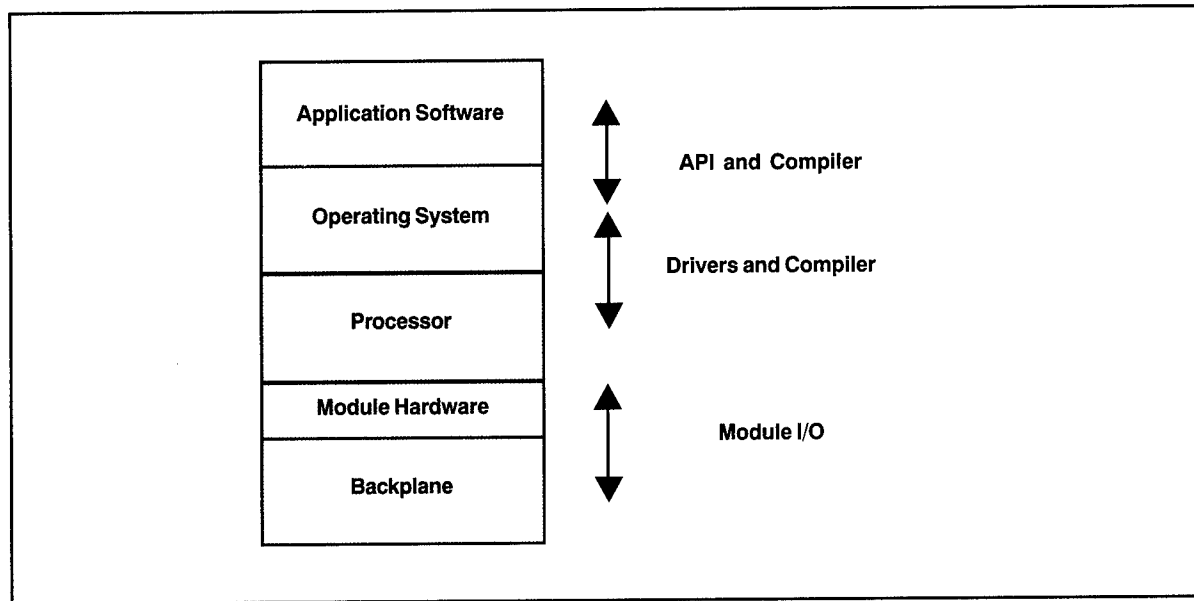 Application Software
API and Compiler
Operating System
Drivers and Compiler
Processor
Module Hardware
Module I/O
Backplane